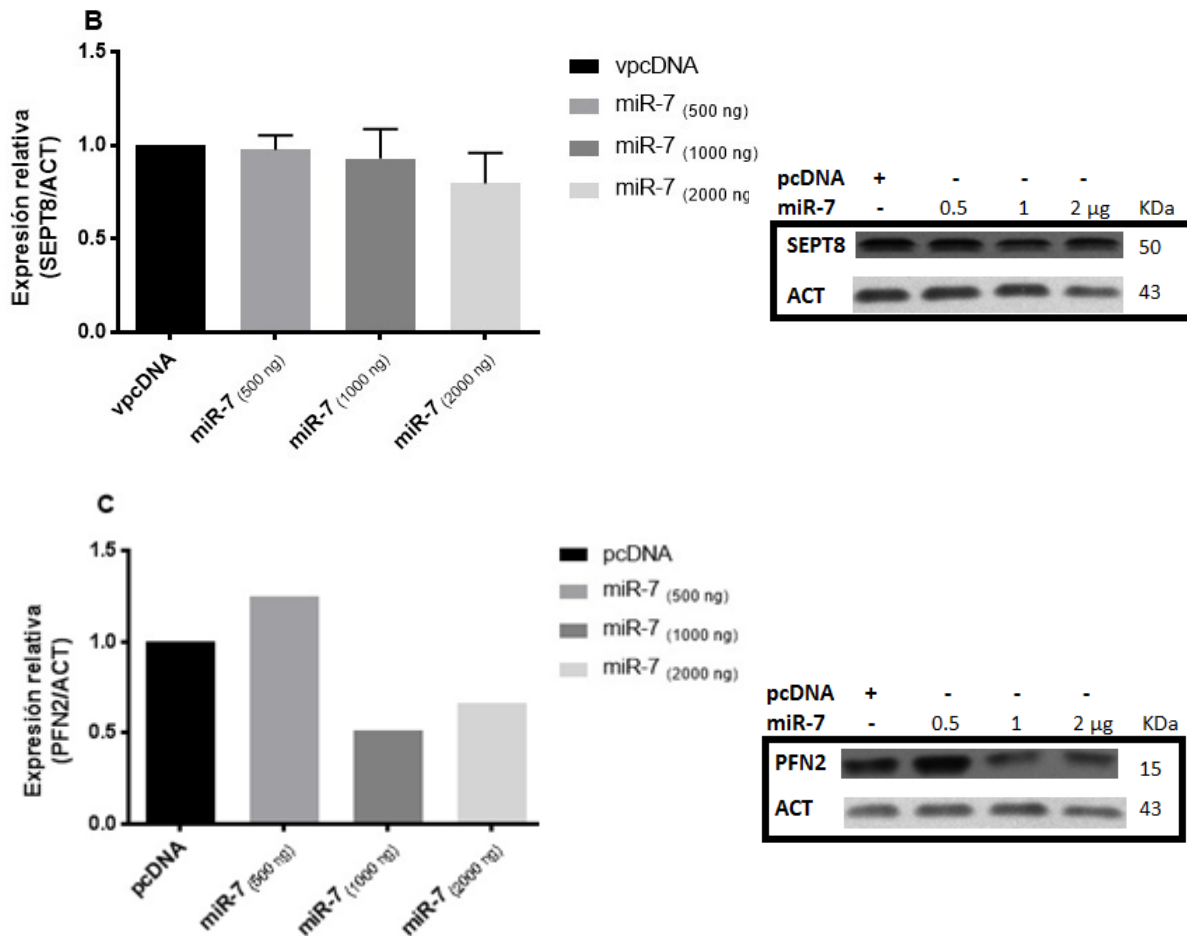 B
Expresión relativa
(SEPT8/ACT)
1.5
1.0
0.5
0.0
vpcDNA
miR-7 (500 ng)
miR-7 (1000 ng)
miR-7 (2000 ng)
vpcDNA
miR-7 (500 ng)
miR-7 (1000 ng)
miR-7 (2000 ng
pcDNA + - - -
miR-7 - 0.5 1 2 µg KDa
SEPT8 50
ACT 43
C
Expresión relativa
(PFN2/ACT)
1.5
1.0
0.5
0.0
pcDNA
miR-7 (500 ng)
miR-7 (1000 ng)
miR-7 (2000 ng)
pcDNA
miR-7 (500 ng)
miR-7 (1000 ng)
miR-7 (2000 ng)
pcDNA + - - -
miR-7 - 0.5 1 2 µg KDa
PFN2 15
ACT 43